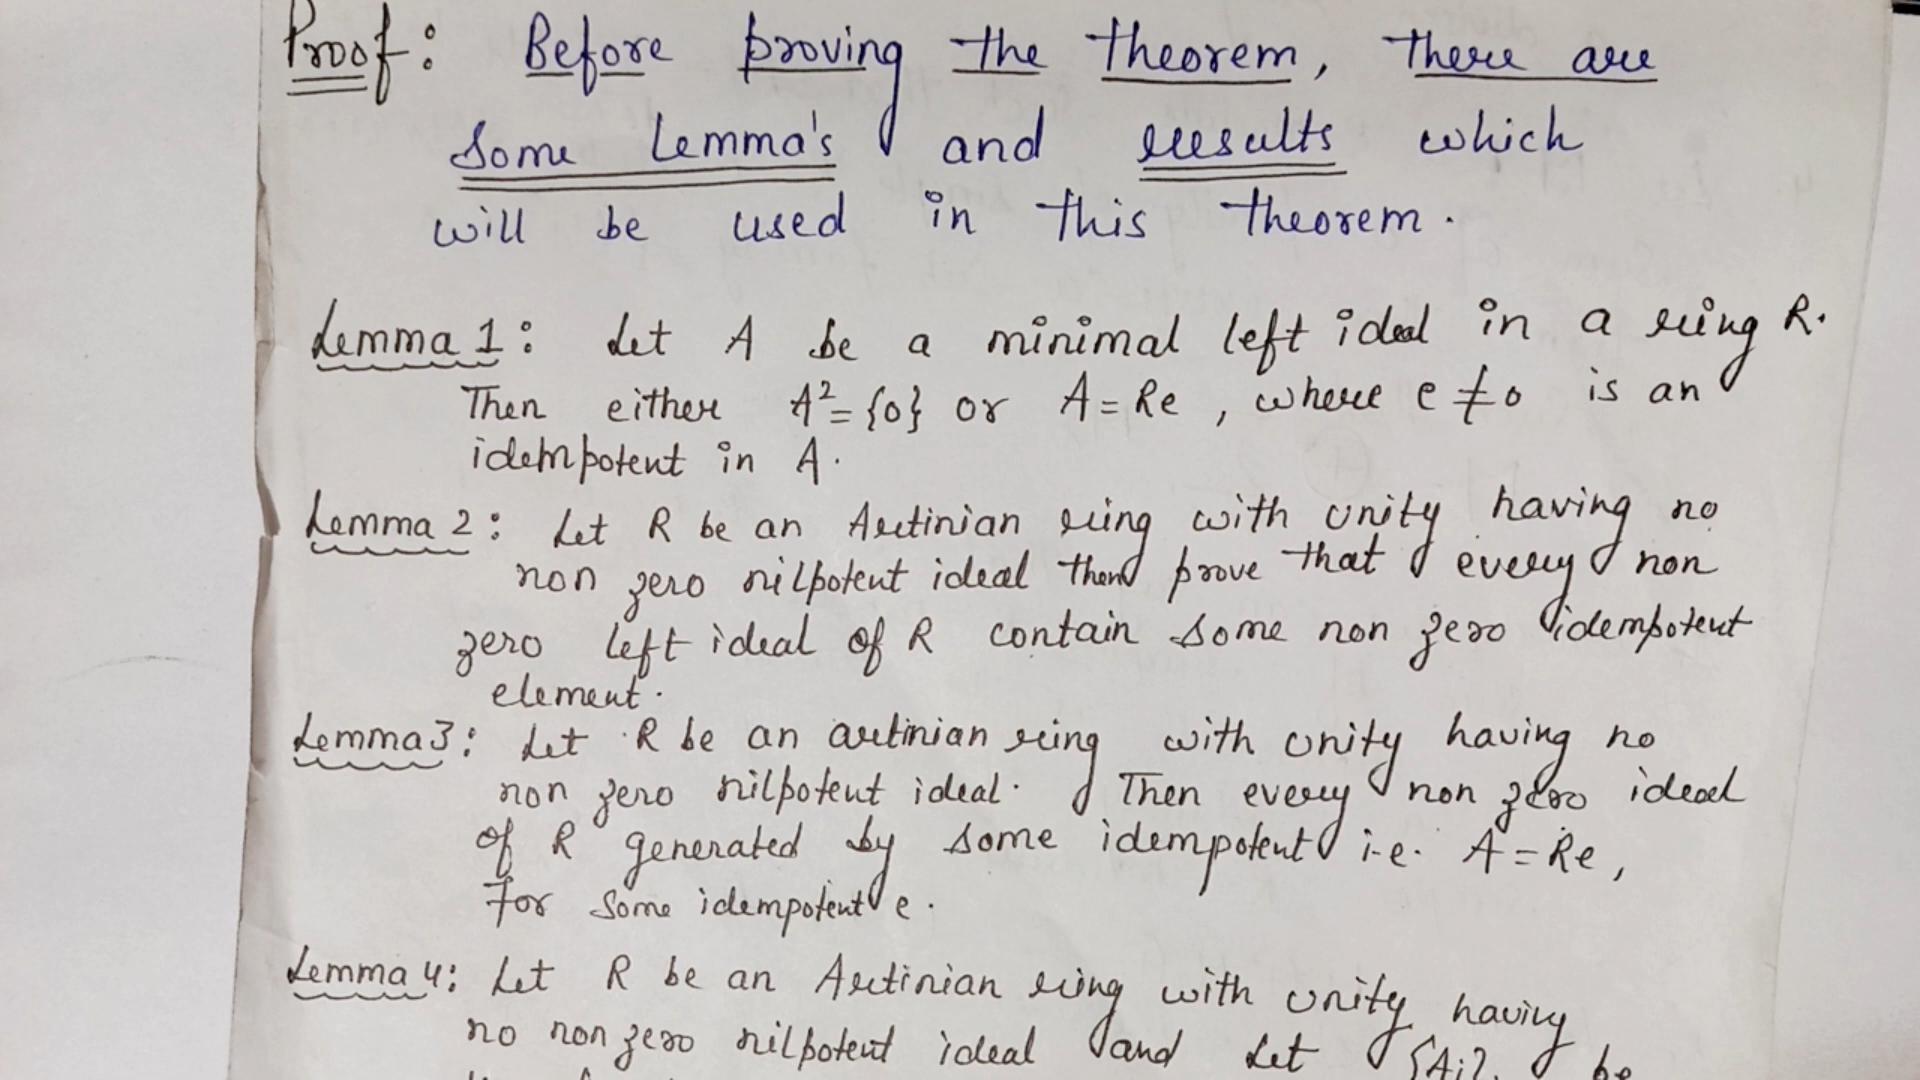 Proof: Before proving the theorem, there are
Some Lemma's and results which
will be used in this theorem.
Lemma 1: Let A be a minimal left ideal in a ring R.
Then either A²={0} or A=Re, where e≠0 is an
idempotent in A.
Lemma 2: Let R be an Artinian ring with unity having no
non zero nilpotent ideal then prove that every non
zero left ideal of R contain some non zero idempotent
element.
Lemma 3: Let R be an artinian ring with unity having no
non zero nilpotent ideal. Then every non zero ideal
of R generated by some idempotent i.e. A=Re,
for some idempotent e.
Lemma 4: Let R be an Artinian ring with unity having
no non zero nilpotent ideal and Let {Ai} be